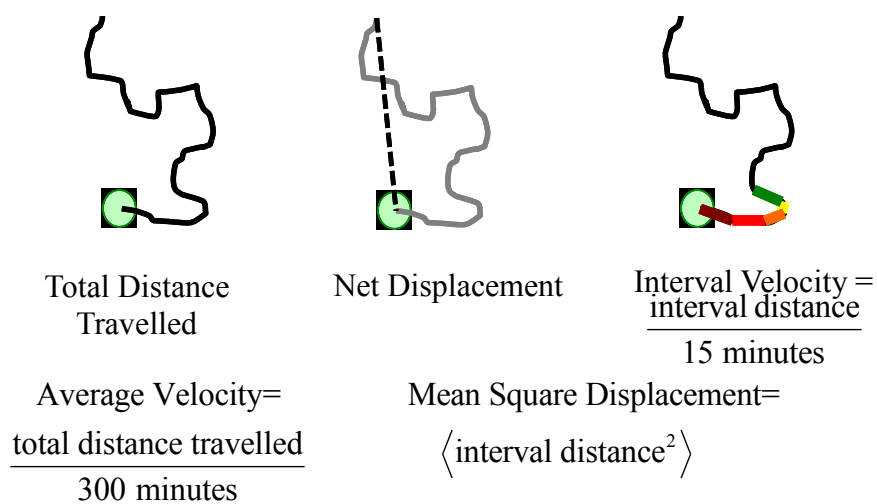 Total Distance
Travelled
Net Displacement
Interval Velocity =
interval distance
15 minutes
Average Velocity=
total distance travelled
300 minutes
Mean Square Displacement=
⟨interval distance²⟩